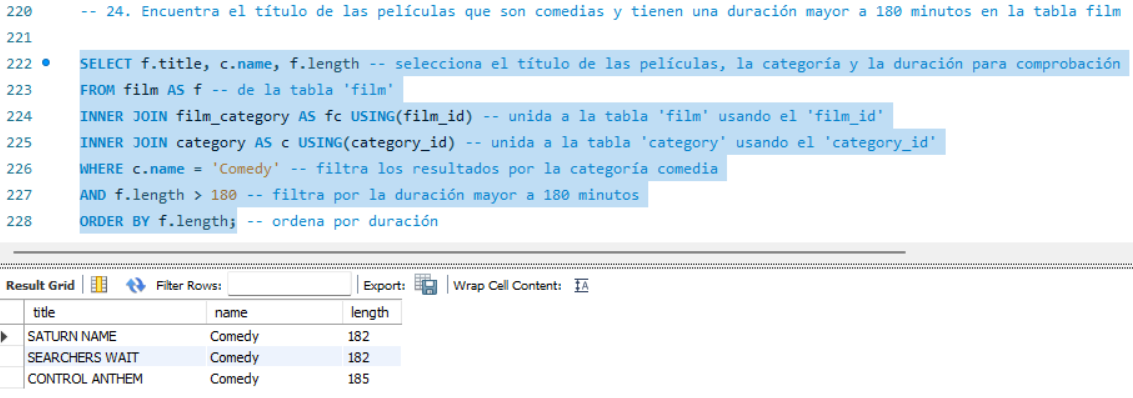 220 -- 24. Encuentra el título de las películas que son comedias y tienen una duración mayor a 180 minutos en la tabla film
221
222 SELECT f.title, c.name, f.length -- selecciona el título de las películas, la categoría y la duración para comprobación
223 FROM film AS f -- de la tabla 'film'
224 INNER JOIN film_category AS fc USING(film_id) -- unida a la tabla 'film' usando el 'film_id'
225 INNER JOIN category AS c USING(category_id) -- unida a la tabla 'category' usando el 'category_id'
226 WHERE c.name = 'Comedy' -- filtra los resultados por la categoría comedia
227 AND f.length > 180 -- filtra por la duración mayor a 180 minutos
228 ORDER BY f.length; -- ordena por duración
Result Grid Filter Rows: Export: Wrap Cell Content: IA
title name length
SATURN NAME Comedy 182
SEARCHERS WAIT Comedy 182
CONTROL ANTHEM Comedy 185